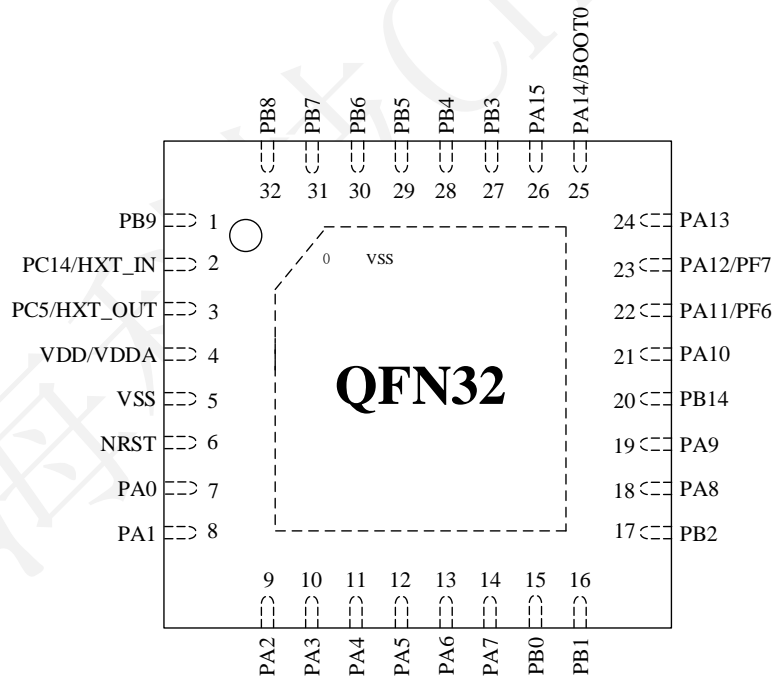 PB8 PB7 PB6 PB5 PB4 PB3 PA15 PA14/BOOT0
32 31 30 29 28 27 26 25
PB9 1
PC14/HXT_IN 2
PC5/HXT_OUT 3
VDD/VDDA 4
VSS 5
NRST 6
PA0 7
PA1 8
0 VSS
QFN32
24 PA13
23 PA12/PF7
22 PA11/PF6
21 PA10
20 PB14
19 PA9
18 PA8
17 PB2
9 10 11 12 13 14 15 16
PA2 PA3 PA4 PA5 PA6 PA7 PB0 PB1